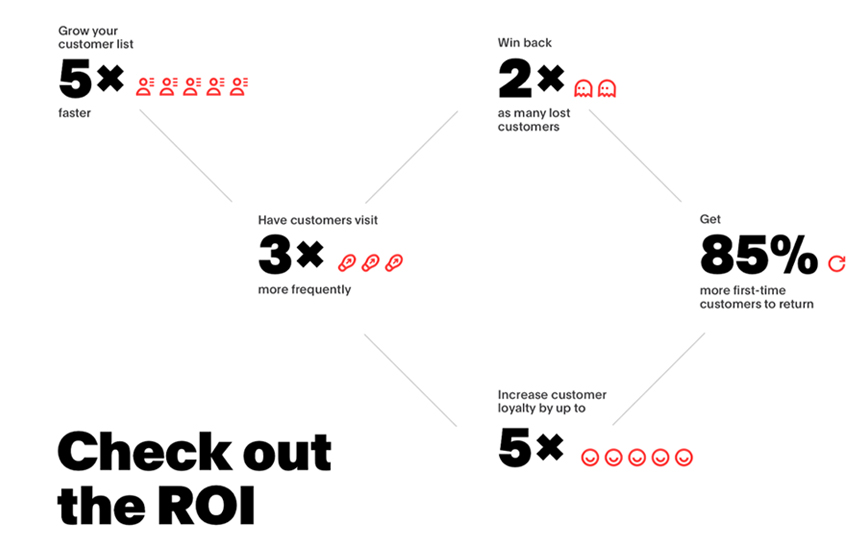 Grow your
customer list
5×
faster
Win back
2×
as many lost
customers
Have customers visit
3×
more frequently
Get
85%
more first-time
customers to return
Increase customer
loyalty by up to
5×
Check out
the ROI